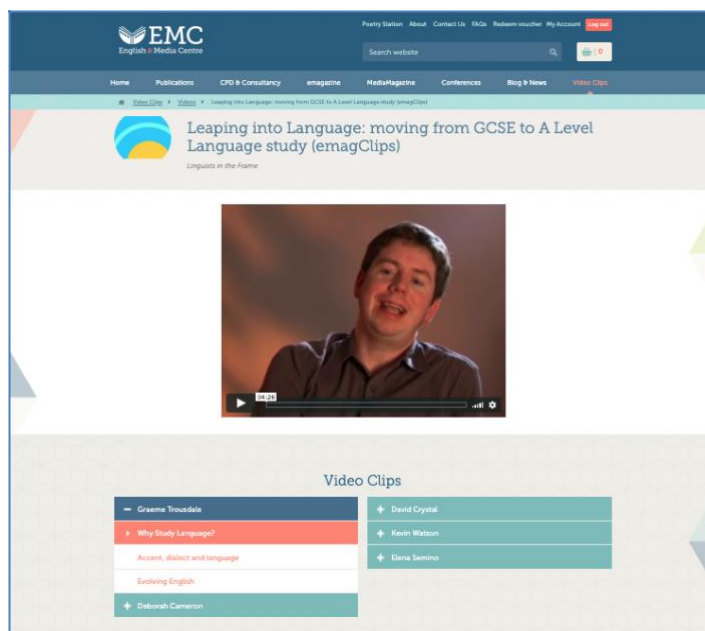 Poetry Station About Contact Us FAQs Redeem voucher My Account Log out
EMC
English & Media Centre
Search website
0
Home Publications CPD & Consultancy emagazine MediaMagazine Conferences Blog & News Video Clips
Video Clips Videos Leaping into Language: moving from GCSE to A Level Language study (emagClips)
Leaping into Language: moving from GCSE to A Level
Language study (emagClips)
Linguists in the Frame
04:26
Video Clips
Graeme Trousdale
Why Study Language?
Accent, dialect and language
Evolving English
Deborah Cameron
David Crystal
Kevin Watson
Elena Semino